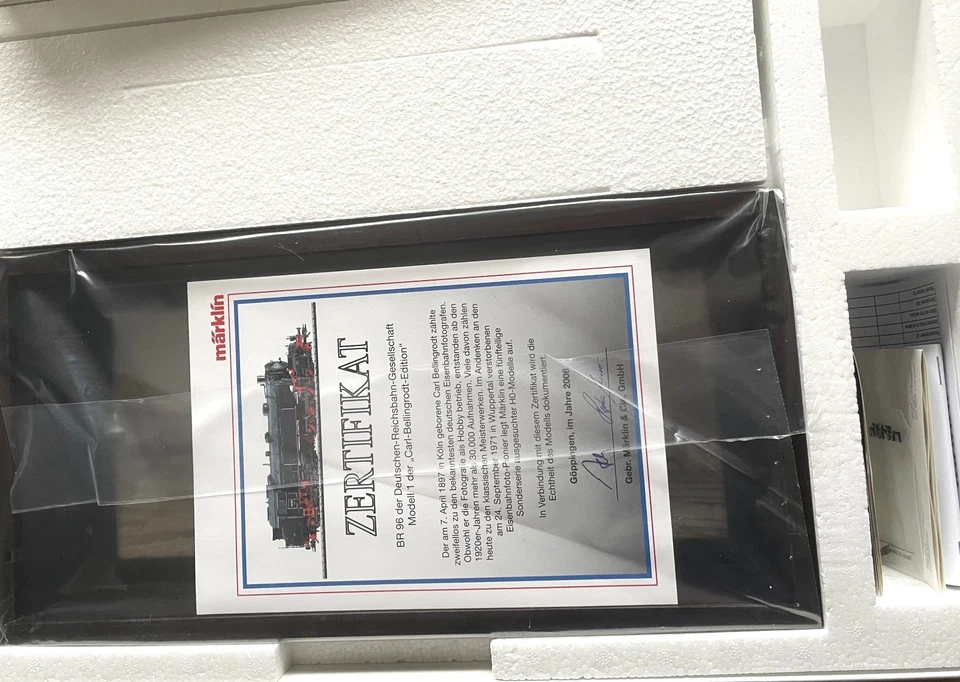 märklin
ZERTIFIKAT
BR 96 der Deutschen-Reichsbahn-Gesellschaft
Modell 1 der „Carl-Bellingrodt-Edition"
Der am 7. April 1897 in Köln geborene Carl Bellingrodt zählte
zweifellos zu den bekanntesten deutschen Eisenbahnfotografen.
Obwohl er die Fotografie als Hobby betrieb, entstanden ab den
1920er-Jahren mehr als 30.000 Aufnahmen. Viele davon zählen
heute zu den klassischen Meisterwerken. Im Andenken an den
am 24. September 1971 in Wuppertal verstorbenen
Eisenbahnfoto-Pionier legt Märklin eine fünfteilige
Sonderserie ausgesuchter H0-Modelle auf.
In Verbindung mit diesem Zertifikat wird die
Echtheit des Modells dokumentiert.
Göppingen, im Jahre 2006
Gebr. Märklin & Cie. GmbH